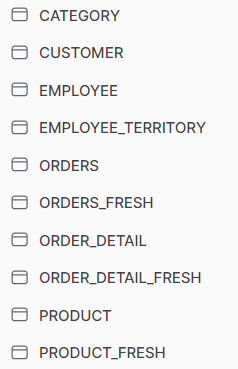 CATEGORY
CUSTOMER
EMPLOYEE
EMPLOYEE_TERRITORY
ORDERS
ORDERS_FRESH
ORDER_DETAIL
ORDER_DETAIL_FRESH
PRODUCT
PRODUCT_FRESH